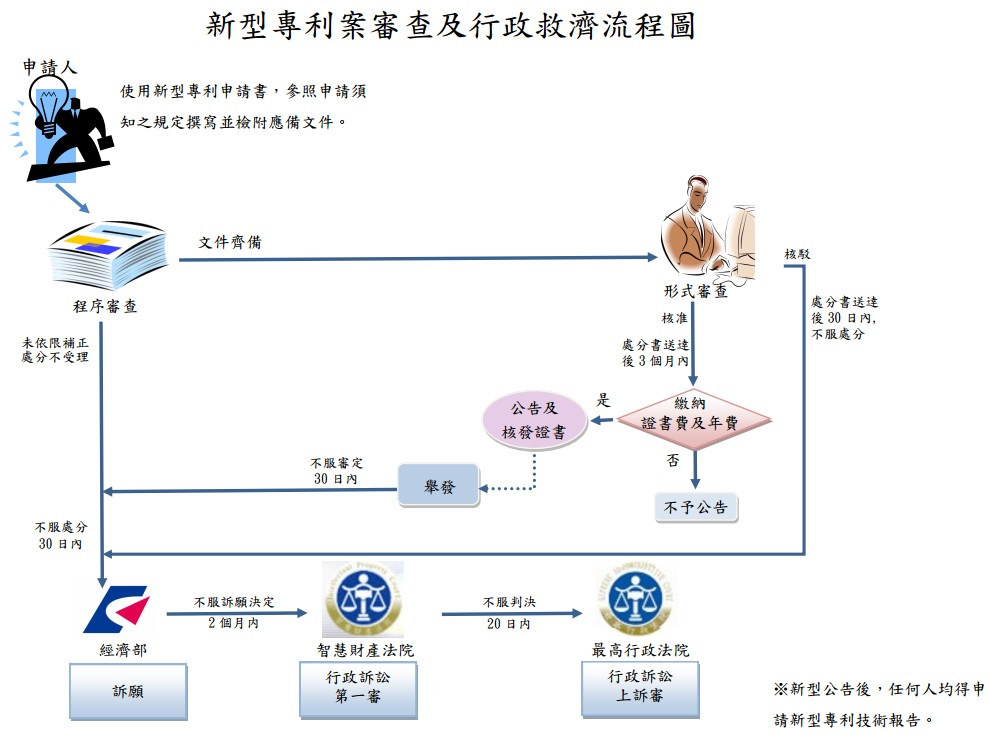 新型專利案審查及行政救濟流程圖
申請人
使用新型專利申請書，參照申請須
知之規定撰寫並檢附應備文件。
文件齊備
程序審查
形式審查
核駁
處分書送達
後 30 日內,
不服處分
核准
處分書送達
後 3 個月內
未依限補正
處分不受理
繳納
證書費及年費
是
公告及
核發證書
否
不予公告
舉發
不服審定
30 日內
不服處分
30 日內
經濟部
訴願
不服訴願決定
2 個月內
Intellectual Property Court
智慧財產法院
行政訴訟
第一審
不服判決
20 日內
SUPREME ADMINISTRATIVE COURT
最高行政法院
行政訴訟
上訴審
※新型公告後，任何人均得申
請新型專利技術報告。